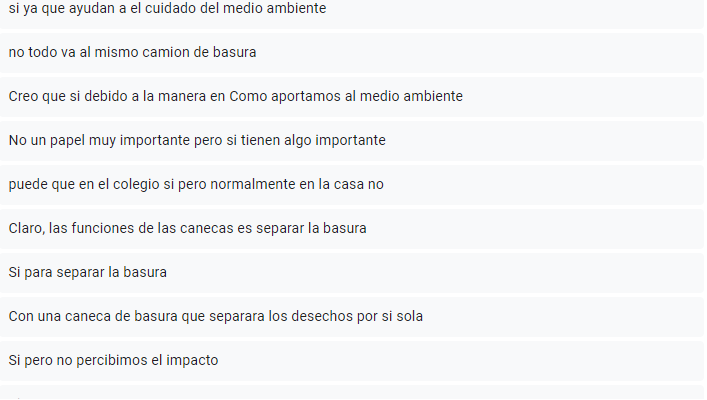 si ya que ayudan a el cuidado del medio ambiente
no todo va al mismo camion de basura
Creo que si debido a la manera en Como aportamos al medio ambiente
No un papel muy importante pero si tienen algo importante
puede que en el colegio si pero normalmente en la casa no
Claro, las funciones de las canecas es separar la basura
Si para separar la basura
Con una caneca de basura que separara los desechos por si sola
Si pero no percibimos el impacto